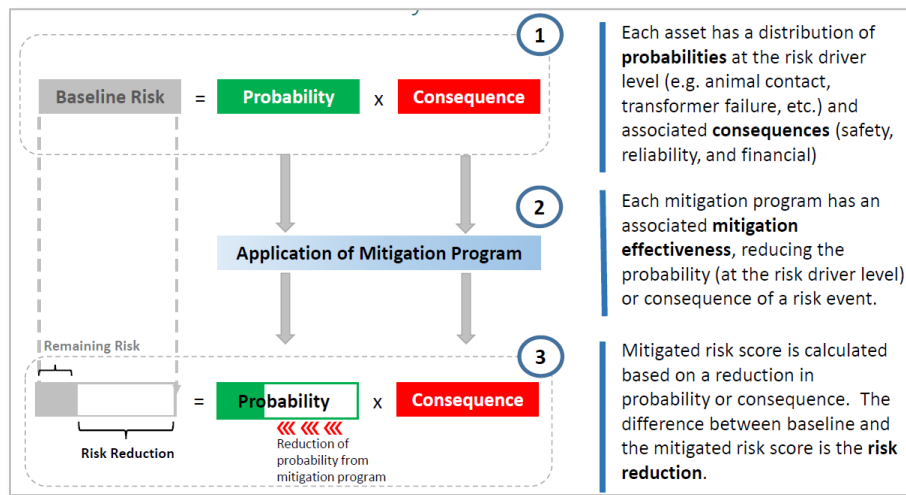 1
Baseline Risk = Probability x Consequence
Each asset has a distribution of
probabilities at the risk driver
level (e.g. animal contact,
transformer failure, etc.) and
associated consequences (safety,
reliability, and financial)
2
Application of Mitigation Program
Each mitigation program has an
associated mitigation
effectiveness, reducing the
probability (at the risk driver level)
or consequence of a risk event.
3
Remaining Risk
= Probability x Consequence
Risk Reduction
Reduction of
probability from
mitigation program
Mitigated risk score is calculated
based on a reduction in
probability or consequence. The
difference between baseline and
the mitigated risk score is the risk
reduction.